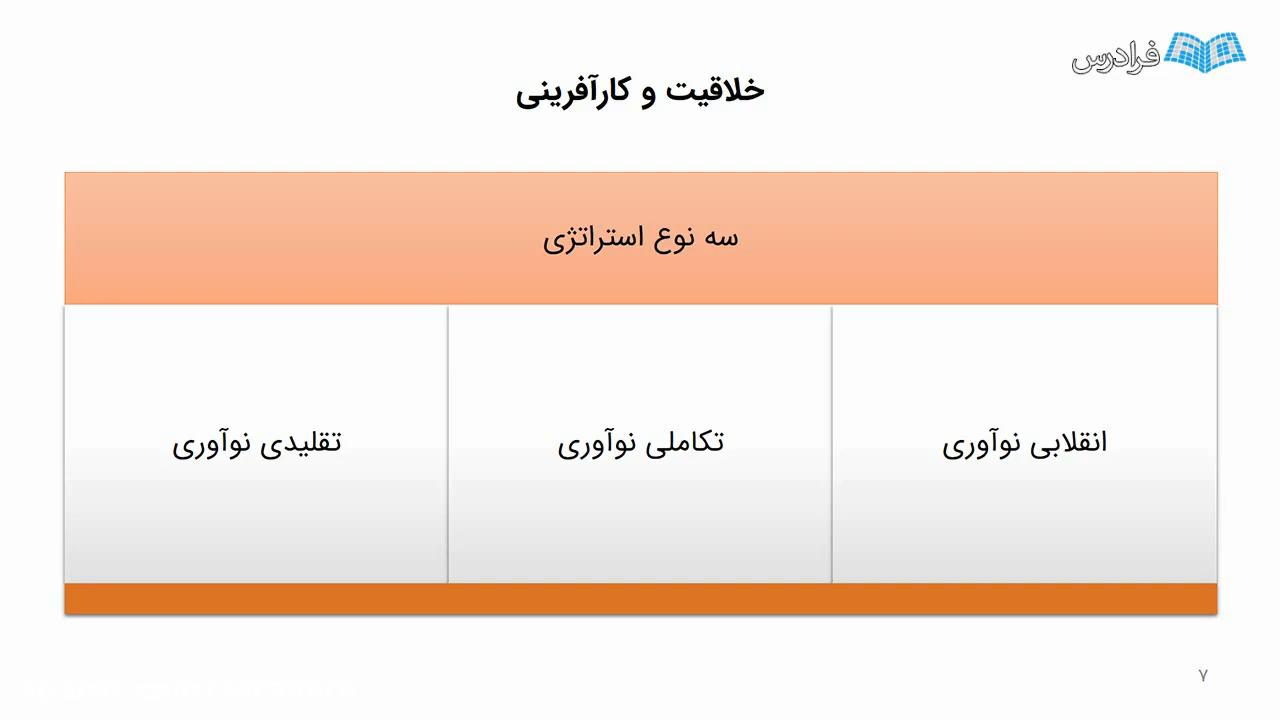 فرادرس
خلاقیت و کارآفرینی
سه نوع استراتژی
انقلابی نوآوری
تکاملی نوآوری
تقلیدی نوآوری
۷